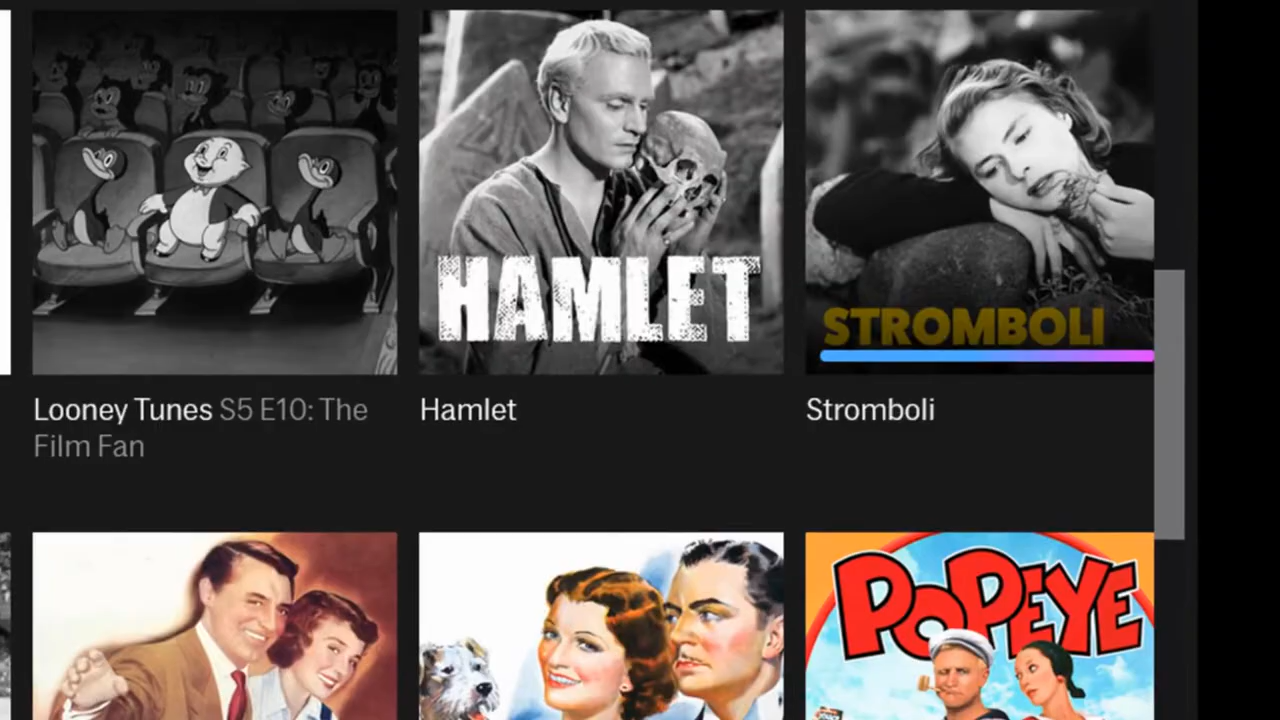 HAMLET
STROMBOLI
Looney Tunes S5 E10: The
Film Fan
Hamlet
Stromboli
POPEYE